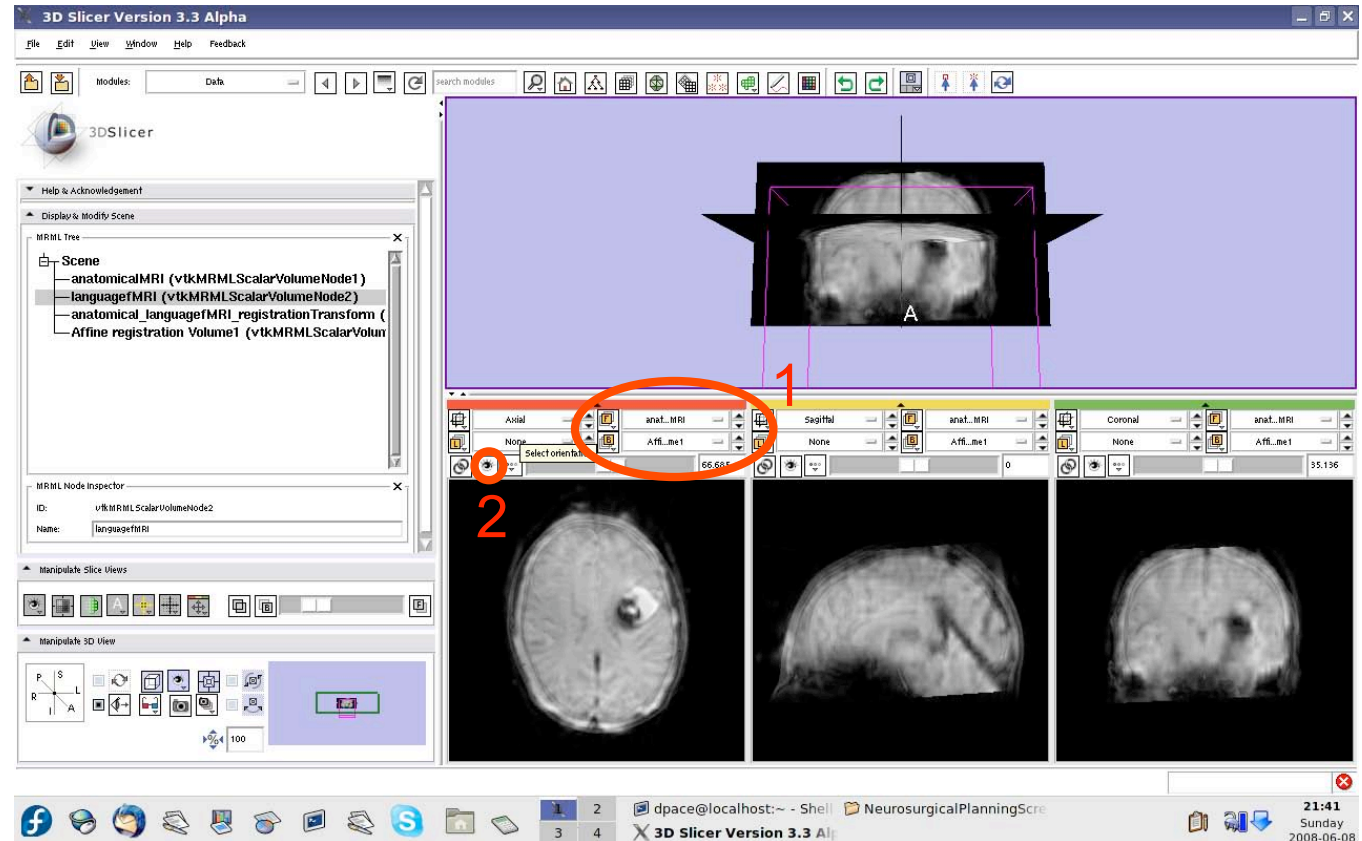 3D Slicer Version 3.3 Alpha
File Edit View Window Help Feedback
Modules: Data search modules
3DSlicer
Help & Acknowledgement
Display & Modify Scene
MRML Tree
Scene
anatomicalMRI (vtkMRMLScalarVolumeNode1)
languagefMRI (vtkMRMLScalarVolumeNode2)
anatomical_languagefMRI_registrationTransform (
Affine registration Volume1 (vtkMRMLScalarVolum
MRML Node Inspector
ID: vtkMRMLScalarVolumeNode2
Name: languagefMRI
Manipulate Slice Views
A B F
Manipulate 3D View
P S
R L
I A
100
A
1
Axial F anat...MRI Sagittal F anat...MRI Coronal F anat...MRI
L None B Affi...me1 L None B Affi...me1 L None B Affi...me1
Select orientat
66.685 0 35.136
2
1 2
3 4
dpace@localhost:~ - Shell
NeurosurgicalPlanningScre
3D Slicer Version 3.3 Al
21:41
Sunday
2008-06-08